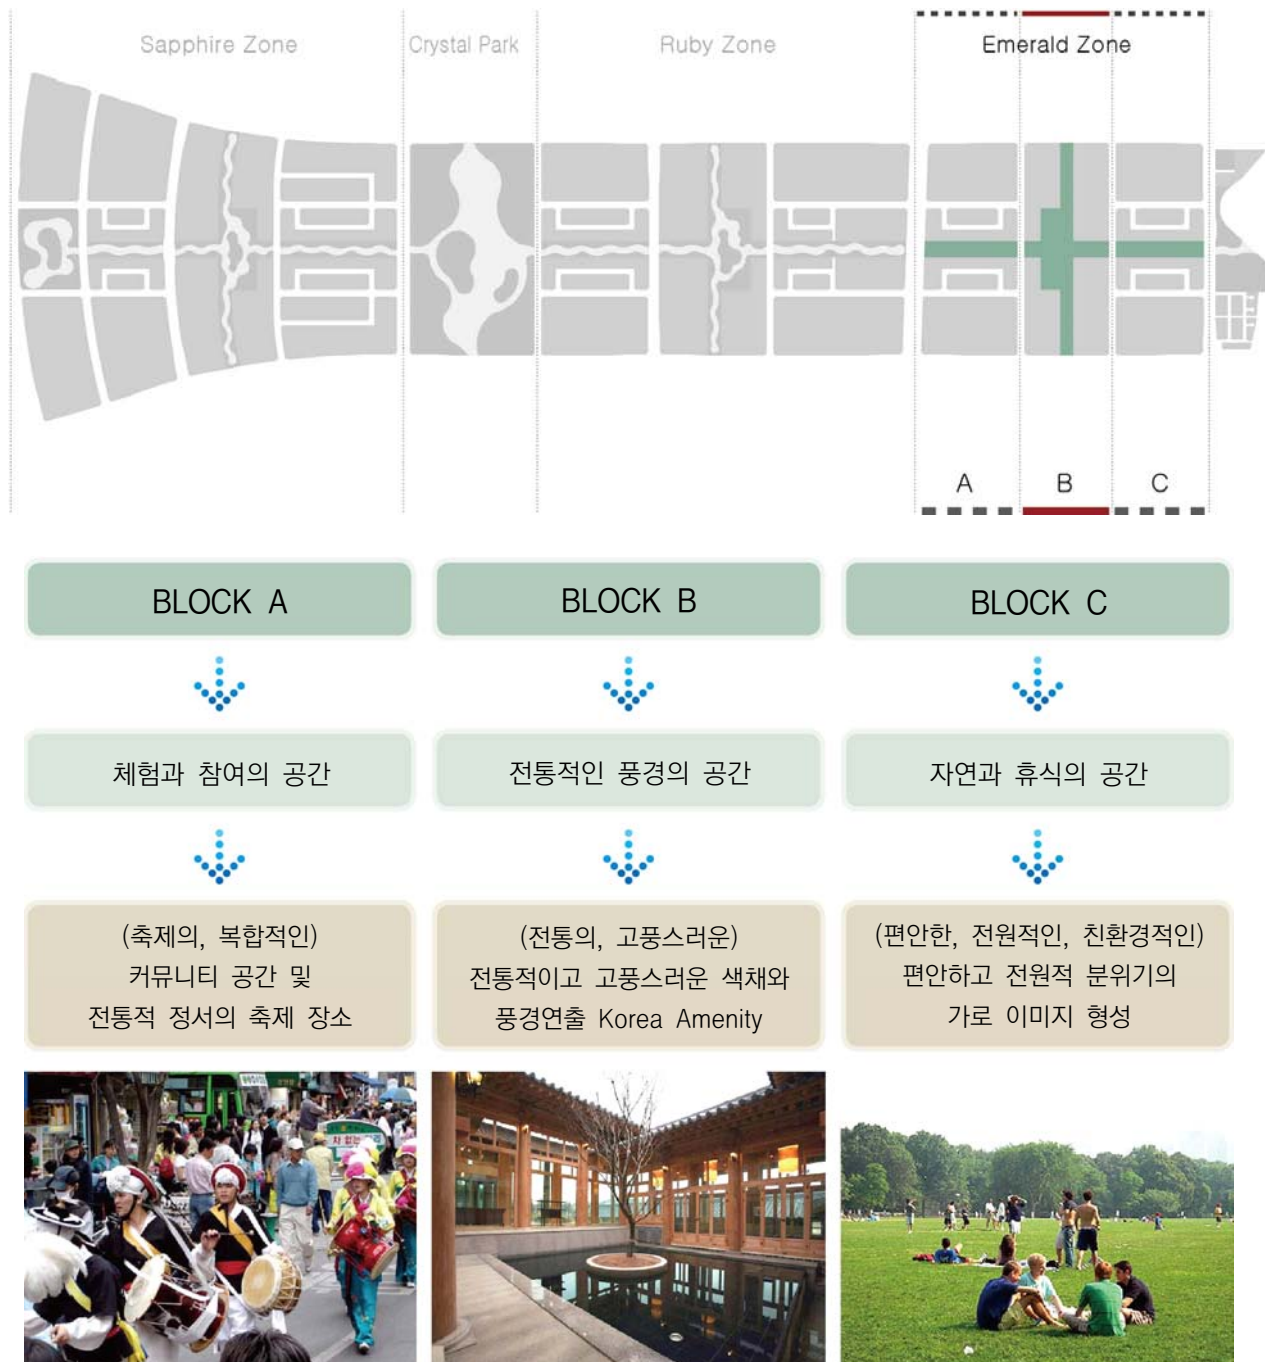 Sapphire Zone
Crystal Park
Ruby Zone
Emerald Zone
A
B
C
BLOCK A
BLOCK B
BLOCK C
체험과 참여의 공간
전통적인 풍경의 공간
자연과 휴식의 공간
(축제의, 복합적인)
커뮤니티 공간 및
전통적 정서의 축제 장소
(전통의, 고풍스러운)
전통적이고 고풍스러운 색채와
풍경연출 Korea Amenity
(편안한, 전원적인, 친환경적인)
편안하고 전원적 분위기의
가로 이미지 형성
차 없는 거리